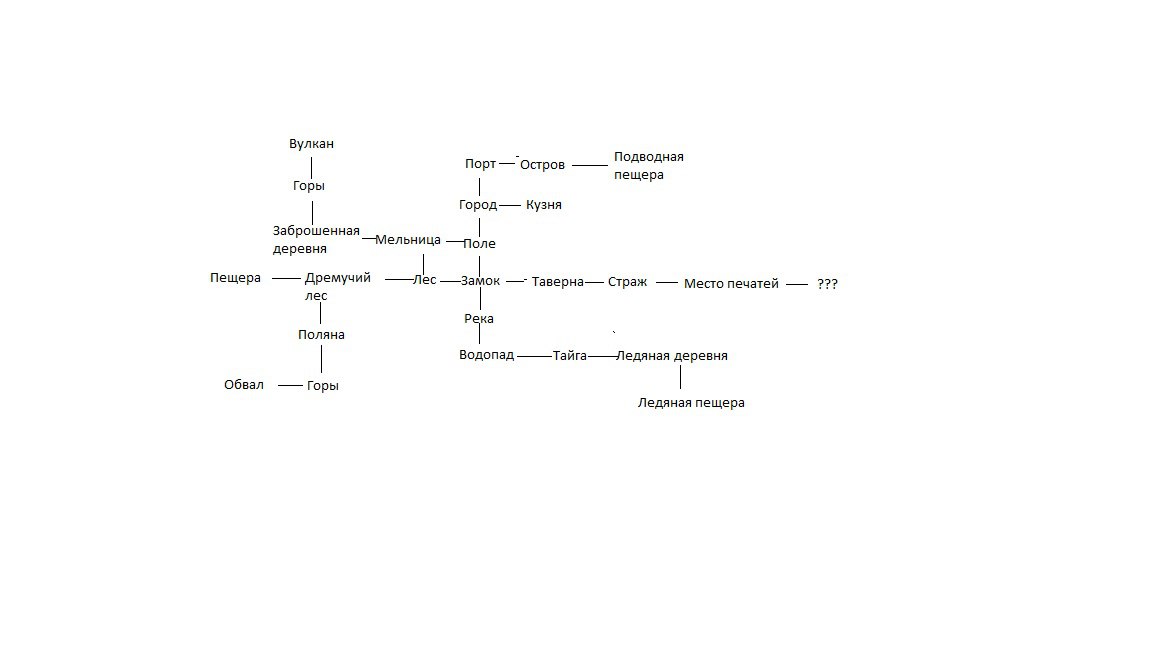 Вулкан
Порт
Остров
Подводная
пещера
Горы
Город
Кузня
Заброшенная
деревня
Мельница
Поле
Пещера
Дремучий
лес
Лес
Замок
Таверна
Страж
Место печатей
???
Река
Поляна
Водопад
Тайга
Ледяная деревня
Обвал
Горы
Ледяная пещера